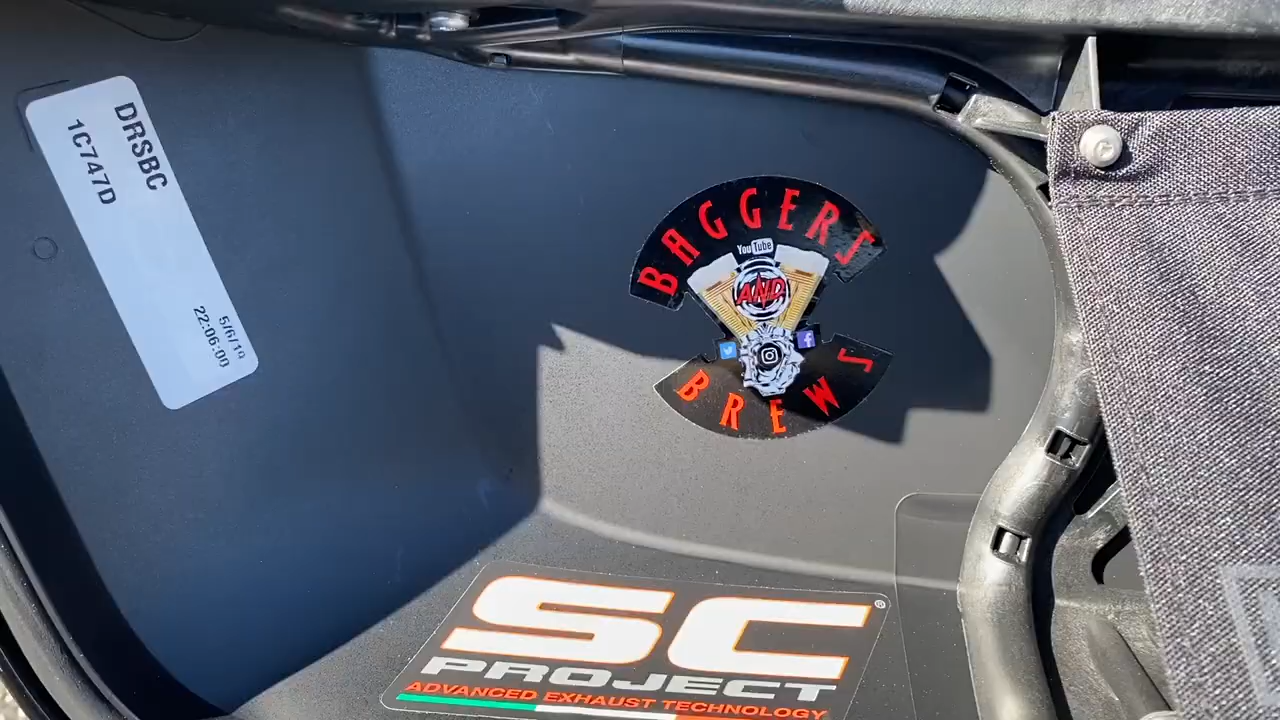 DRSBC
1C747D
5/6/19
22:06:00
BAGGERS
YouTube
AND
BREWS
SC®
PROJECT
ADVANCED EXHAUST TECHNOLOGY